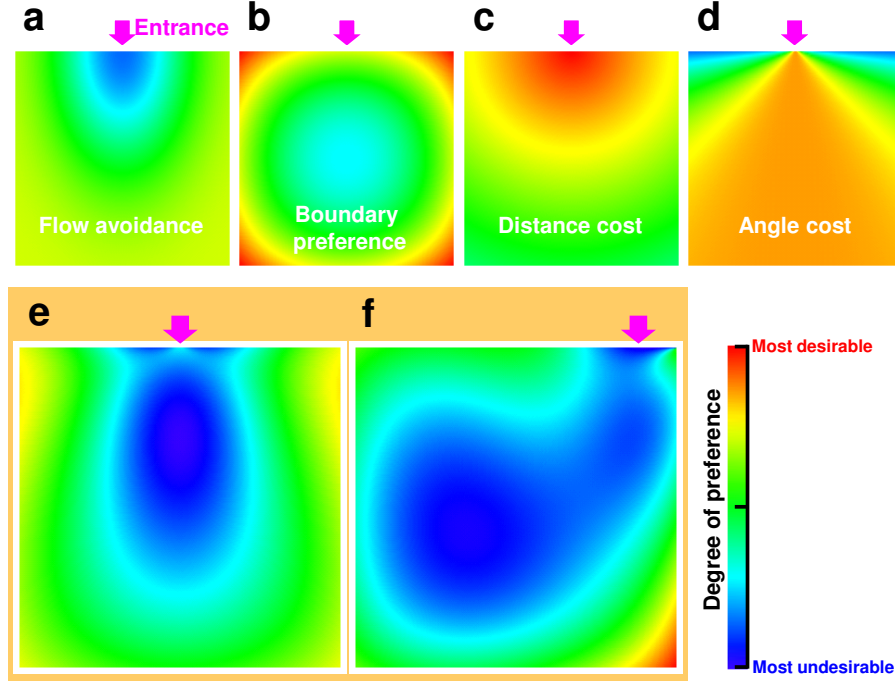 a
Entrance
b
c
d
Flow avoidance
Boundary
preference
Distance cost
Angle cost
e
f
Most desirable
Degree of preference
Most undesirable